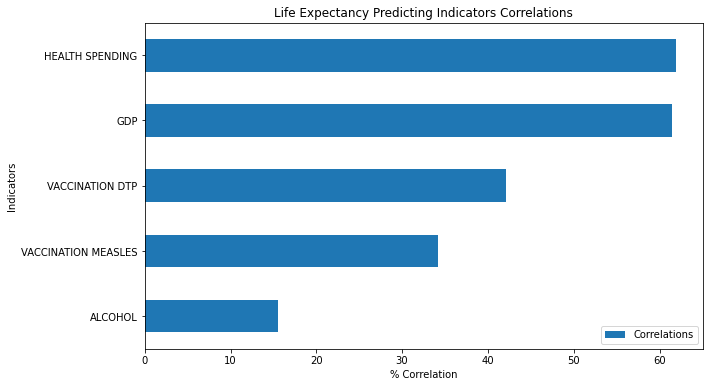 Life Expectancy Predicting Indicators Correlations
HEALTH SPENDING
GDP
VACCINATION DTP
VACCINATION MEASLES
ALCOHOL
Indicators
Correlations
0 10 20 30 40 50 60
% Correlation